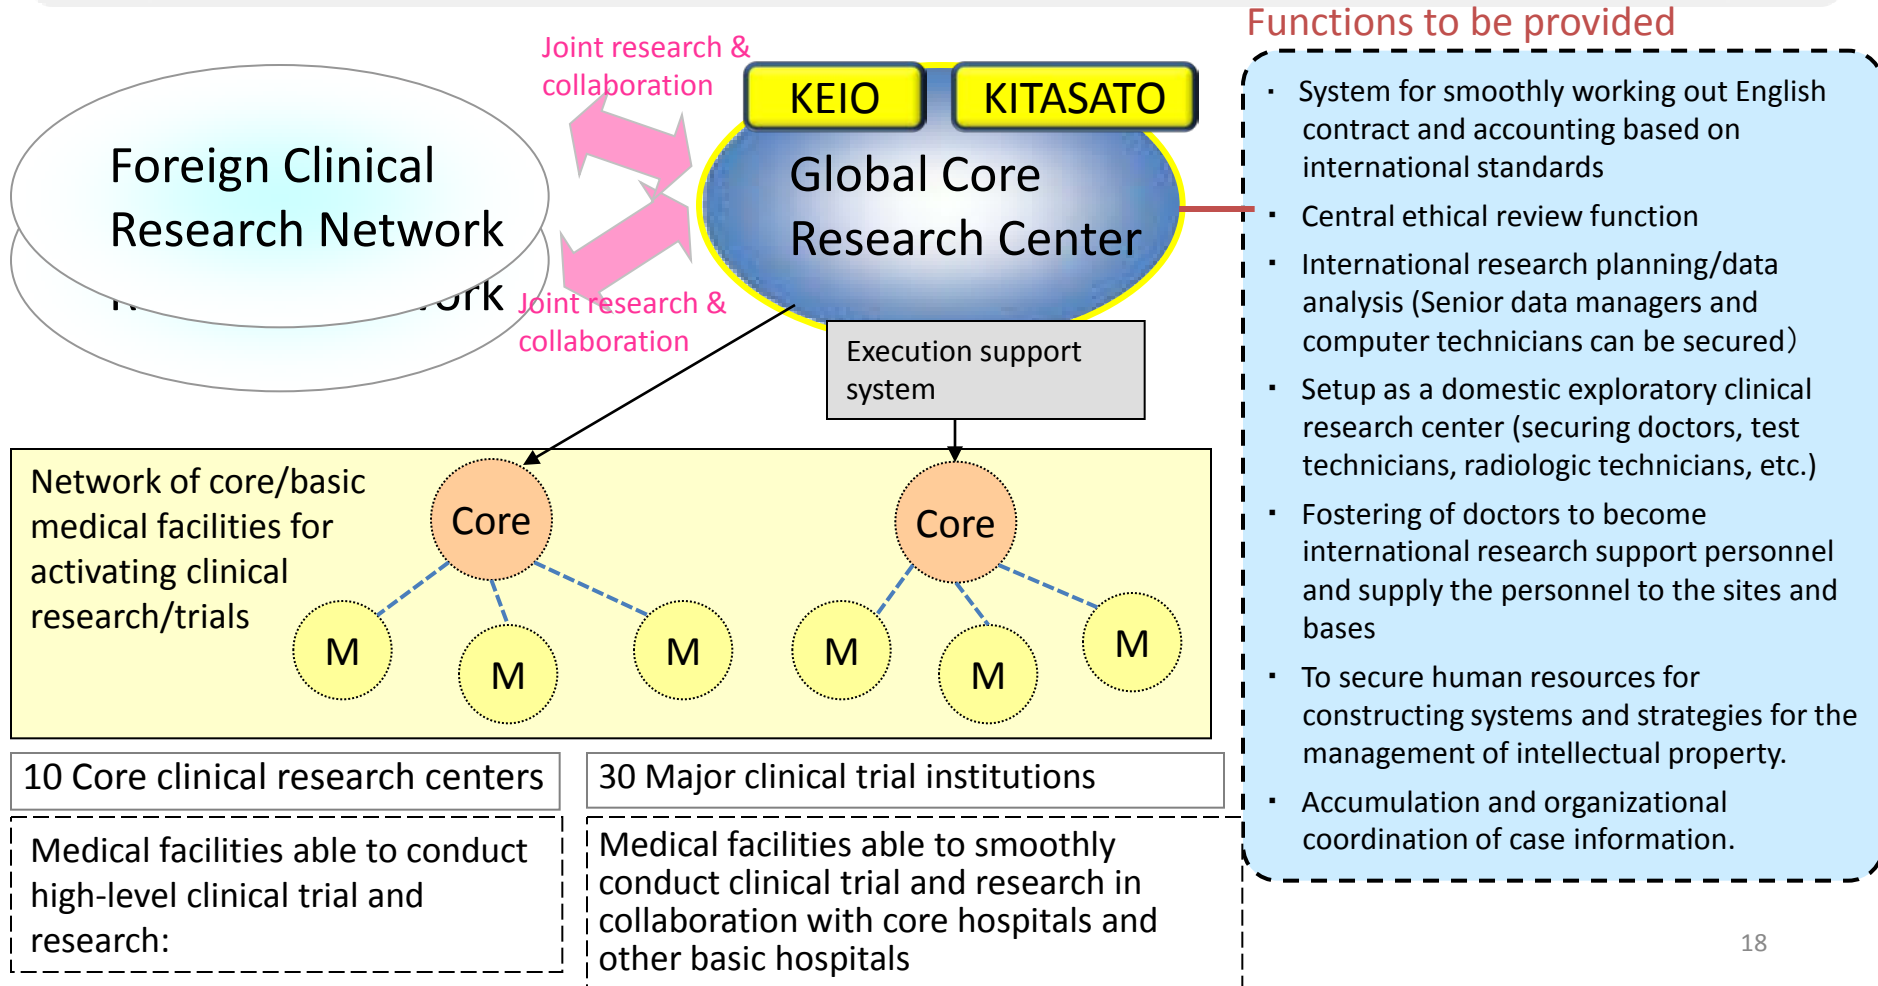 Functions to be provided
Joint research &
collaboration
KEIO
KITASATO
Foreign Clinical
Research Network
Global Core
Research Center
Joint research &
collaboration
Execution support
system
・ System for smoothly working out English
contract and accounting based on
international standards
・ Central ethical review function
・ International research planning/data
analysis (Senior data managers and
computer technicians can be secured）
・ Setup as a domestic exploratory clinical
research center (securing doctors, test
technicians, radiologic technicians, etc.)
・ Fostering of doctors to become
international research support personnel
and supply the personnel to the sites and
bases
・ To secure human resources for
constructing systems and strategies for the
management of intellectual property.
・ Accumulation and organizational
coordination of case information.
Network of core/basic
medical facilities for
activating clinical
research/trials
Core
Core
M
M
M
M
M
M
10 Core clinical research centers
30 Major clinical trial institutions
Medical facilities able to conduct
high-level clinical trial and
research:
Medical facilities able to smoothly
conduct clinical trial and research in
collaboration with core hospitals and
other basic hospitals
18